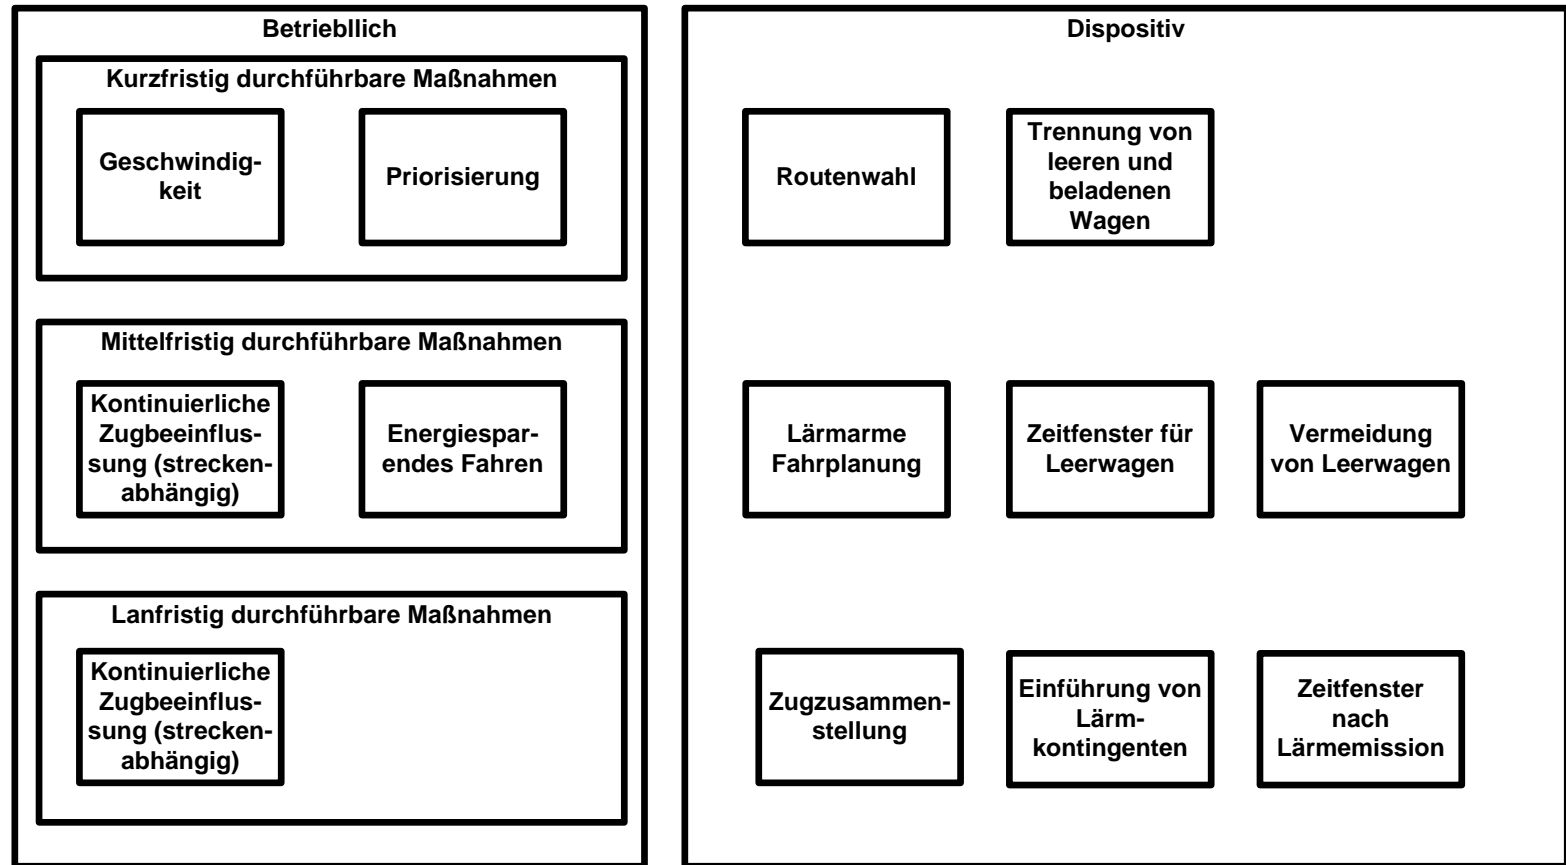 Betriebllich
Kurzfristig durchführbare Maßnahmen
Geschwindig-
keit
Priorisierung
Mittelfristig durchführbare Maßnahmen
Kontinuierliche
Zugbeeinflus-
sung (strecken-
abhängig)
Energiespar-
endes Fahren
Lanfristig durchführbare Maßnahmen
Kontinuierliche
Zugbeeinflus-
sung (strecken-
abhängig)
Dispositiv
Routenwahl
Trennung von
leeren und
beladenen
Wagen
Lärmarme
Fahrplanung
Zeitfenster für
Leerwagen
Vermeidung
von Leerwagen
Zugzusammen-
stellung
Einführung von
Lärm-
kontingenten
Zeitfenster
nach
Lärmemission